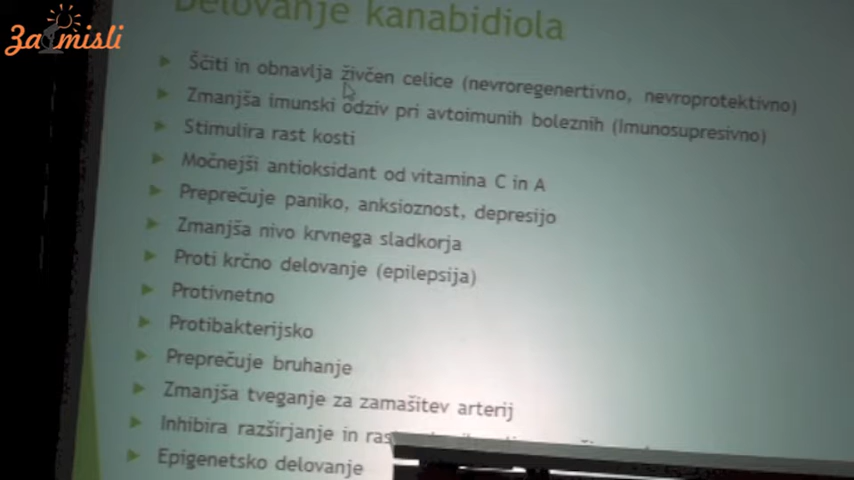 Zamisli
Delovanje kanabidiola
Ščiti in obnavlja živčen celice (nevroregenertivno, nevroprotektivno)
Zmanjša imunski odziv pri avtoimunih boleznih (Imunosupresivno)
Stimulira rast kosti
Močnejši antioksidant od vitamina C in A
Preprečuje paniko, anksioznost, depresijo
Zmanjša nivo krvnega sladkorja
Proti krčno delovanje (epilepsija)
Protivnetno
Protibakterijsko
Preprečuje bruhanje
Zmanjša tveganje za zamašitev arterij
Inhibira razširjanje in
Epigenetsko delovanje